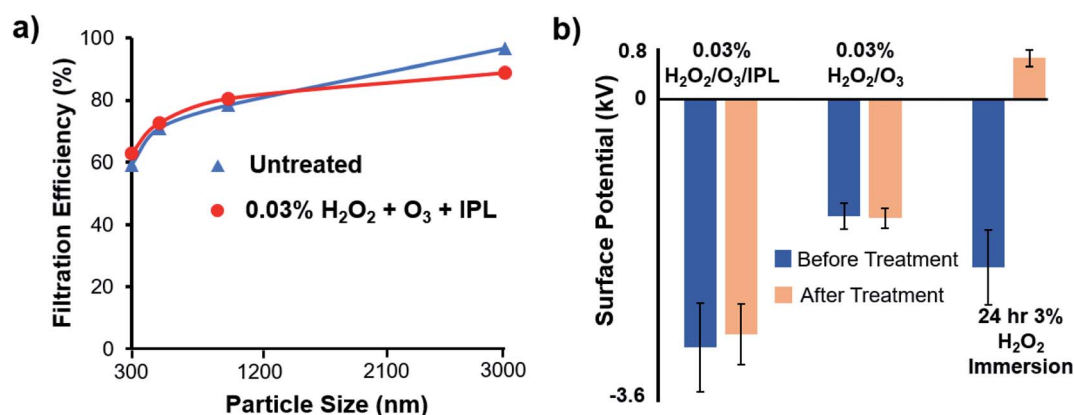 a)
Filtration Efficiency (%)
100
80
60
40
20
0
300
1200
2100
3000
Particle Size (nm)
Untreated
0.03% H₂O₂ + O₃ + IPL
b)
Surface Potential (kV)
0.8
0
-3.6
0.03%
H₂O₂/O₃/IPL
0.03%
H₂O₂/O₃
Before Treatment
After Treatment
24 hr 3%
H₂O₂
Immersion